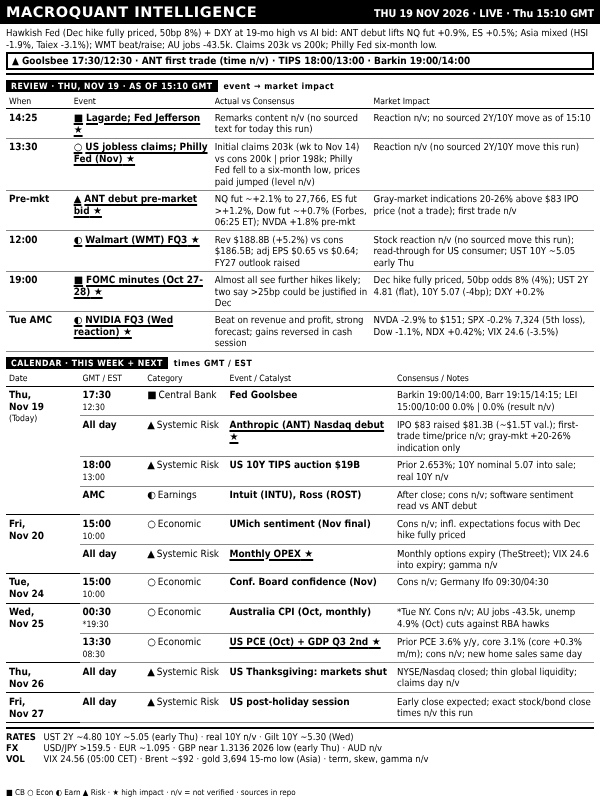 MACROQUANT INTELLIGENCE THU 19 NOV 2026 · LIVE · Thu 15:10 GMT
Hawkish Fed (Dec hike fully priced, 50bp 8%) + DXY at 19-mo high vs AI bid: ANT debut lifts NQ fut +0.9%, ES +0.5%; Asia mixed (HSI
-1.9%, Taiex -3.1%); WMT beat/raise; AU jobs -43.5k. Claims 203k vs 200k; Philly Fed six-month low.
▲ Goolsbee 17:30/12:30 · ANT first trade (time n/v) · TIPS 18:00/13:00 · Barkin 19:00/14:00
REVIEW · THU, NOV 19 · AS OF 15:10 GMT event → market impact
When Event Actual vs Consensus Market Impact
14:25 ■ Lagarde; Fed Jefferson Remarks content n/v (no sourced Reaction n/v; no sourced 2Y/10Y move as of 15:10
★ text for today this run)
13:30 ○ US jobless claims; Philly Initial claims 203k (wk to Nov 14) Reaction n/v (no sourced 2Y/10Y move this run)
Fed (Nov) ★ vs cons 200k | prior 198k; Philly
Fed fell to a six-month low, prices
paid jumped (level n/v)
Pre-mkt ▲ ANT debut pre-market NQ fut ~+2.1% to 27,766, ES fut Gray-market indications 20-26% above $83 IPO
bid ★ >+1.2%, Dow fut ~+0.7% (Forbes, price (not a trade); first trade n/v
06:25 ET); NVDA +1.8% pre-mkt
12:00 ◐ Walmart (WMT) FQ3 ★ Rev $188.8B (+5.2%) vs cons Stock reaction n/v (no sourced move this run);
$186.5B; adj EPS $0.65 vs $0.64; read-through for US consumer; UST 10Y ~5.05
FY27 outlook raised early Thu
19:00 ■ FOMC minutes (Oct 27- Almost all see further hikes likely; Dec hike fully priced, 50bp odds 8% (4%); UST 2Y
28) ★ two say >25bp could be justified in 4.81 (flat), 10Y 5.07 (-4bp); DXY +0.2%
Dec
Tue AMC ◐ NVIDIA FQ3 (Wed Beat on revenue and profit, strong NVDA -2.9% to $151; SPX -0.2% 7,324 (5th loss),
reaction) ★ forecast; gains reversed in cash Dow -1.1%, NDX +0.42%; VIX 24.6 (-3.5%)
session
CALENDAR · THIS WEEK + NEXT times GMT / EST
Date GMT / EST Category Event / Catalyst Consensus / Notes
Thu, 17:30 ■ Central Bank Fed Goolsbee Barkin 19:00/14:00, Barr 19:15/14:15; LEI
Nov 19 12:30 15:00/10:00 0.0% | 0.0% (result n/v)
(Today)
All day ▲ Systemic Risk Anthropic (ANT) Nasdaq debut IPO $83 raised $81.3B (~$1.5T val.); first-
★ trade time/price n/v; gray-mkt +20-26%
indication only
18:00 ▲ Systemic Risk US 10Y TIPS auction $19B Prior 2.653%; 10Y nominal 5.07 into sale;
13:00 real 10Y n/v
AMC ◐ Earnings Intuit (INTU), Ross (ROST) After close; cons n/v; software sentiment
read vs ANT debut
Fri, 15:00 ○ Economic UMich sentiment (Nov final) Cons n/v; infl. expectations focus with Dec
Nov 20 10:00 hike fully priced
All day ▲ Systemic Risk Monthly OPEX ★ Monthly options expiry (TheStreet); VIX 24.6
into expiry; gamma n/v
Tue, 15:00 ○ Economic Conf. Board confidence (Nov) Cons n/v; Germany Ifo 09:30/04:30
Nov 24 10:00
Wed, 00:30 ○ Economic Australia CPI (Oct, monthly) *Tue NY. Cons n/v; AU jobs -43.5k, unemp
Nov 25 *19:30 4.9% (Oct) cuts against RBA hawks
13:30 ○ Economic US PCE (Oct) + GDP Q3 2nd ★ Prior PCE 3.6% y/y, core 3.1% (core +0.3%
08:30 m/m); cons n/v; new home sales same day
Thu, All day ▲ Systemic Risk US Thanksgiving: markets shut NYSE/Nasdaq closed; thin global liquidity;
Nov 26 claims day n/v
Fri, All day ▲ Systemic Risk US post-holiday session Early close expected; exact stock/bond close
Nov 27 times n/v this run
RATES UST 2Y ~4.80 10Y ~5.05 (early Thu) · real 10Y n/v · Gilt 10Y ~5.30 (Wed)
FX USD/JPY >159.5 · EUR ~1.095 · GBP near 1.3136 2026 low (early Thu) · AUD n/v
VOL VIX 24.56 (05:00 CET) · Brent ~$92 · gold 3,694 15-mo low (Asia) · term, skew, gamma n/v
■ CB ○ Econ ◐ Earn ▲ Risk · ★ high impact · n/v = not verified · sources in repo